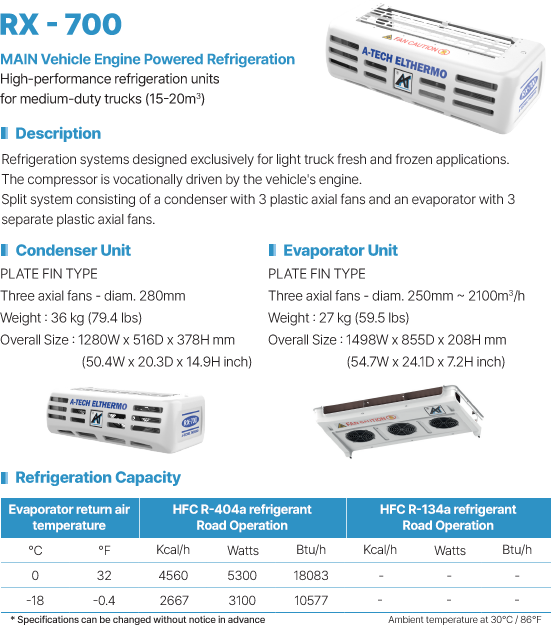 RX - 700
MAIN Vehicle Engine Powered Refrigeration
High-performance refrigeration units
for medium-duty trucks (15-20m³)
FAN CAUTION
A-TECH ELTHERMO
Description
Refrigeration systems designed exclusively for light truck fresh and frozen applications.
The compressor is vocationally driven by the vehicle's engine.
Split system consisting of a condenser with 3 plastic axial fans and an evaporator with 3
separate plastic axial fans.
Condenser Unit
PLATE FIN TYPE
Three axial fans - diam. 280mm
Weight : 36 kg (79.4 lbs)
Overall Size : 1280W x 516D x 378H mm
(50.4W x 20.3D x 14.9H inch)
Evaporator Unit
PLATE FIN TYPE
Three axial fans - diam. 250mm ~ 2100m³/h
Weight : 27 kg (59.5 lbs)
Overall Size : 1498W x 855D x 208H mm
(54.7W x 24.1D x 7.2H inch)
A-TECH ELTHERMO
FAN CAUTION
Refrigeration Capacity
Evaporator return air temperature HFC R-404a refrigerant Road Operation HFC R-134a refrigerant Road Operation
°C °F Kcal/h Watts Btu/h Kcal/h Watts Btu/h
0 32 4560 5300 18083 - - -
-18 -0.4 2667 3100 10577 - - -
* Specifications can be changed without notice in advance Ambient temperature at 30°C / 86°F